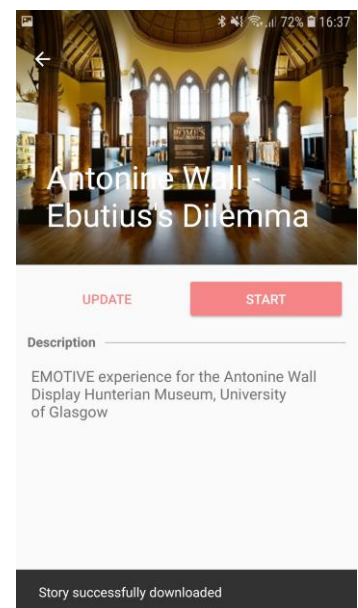 72% 16:37
ROME'S
Antonine Wall -
Ebutius's Dilemma
UPDATE
START
Description
EMOTIVE experience for the Antonine Wall
Display Hunterian Museum, University
of Glasgow
Story successfully downloaded